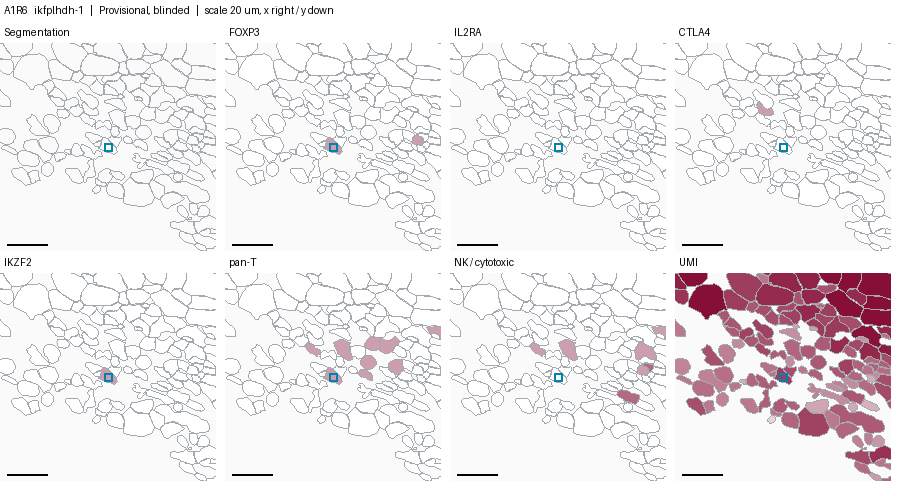 A1R6 ikfplhdh-1 | Provisional, blinded | scale 20 um, x right / y down
Segmentation FOXP3 IL2RA CTLA4
IKZF2 pan-T NK / cytotoxic UMI